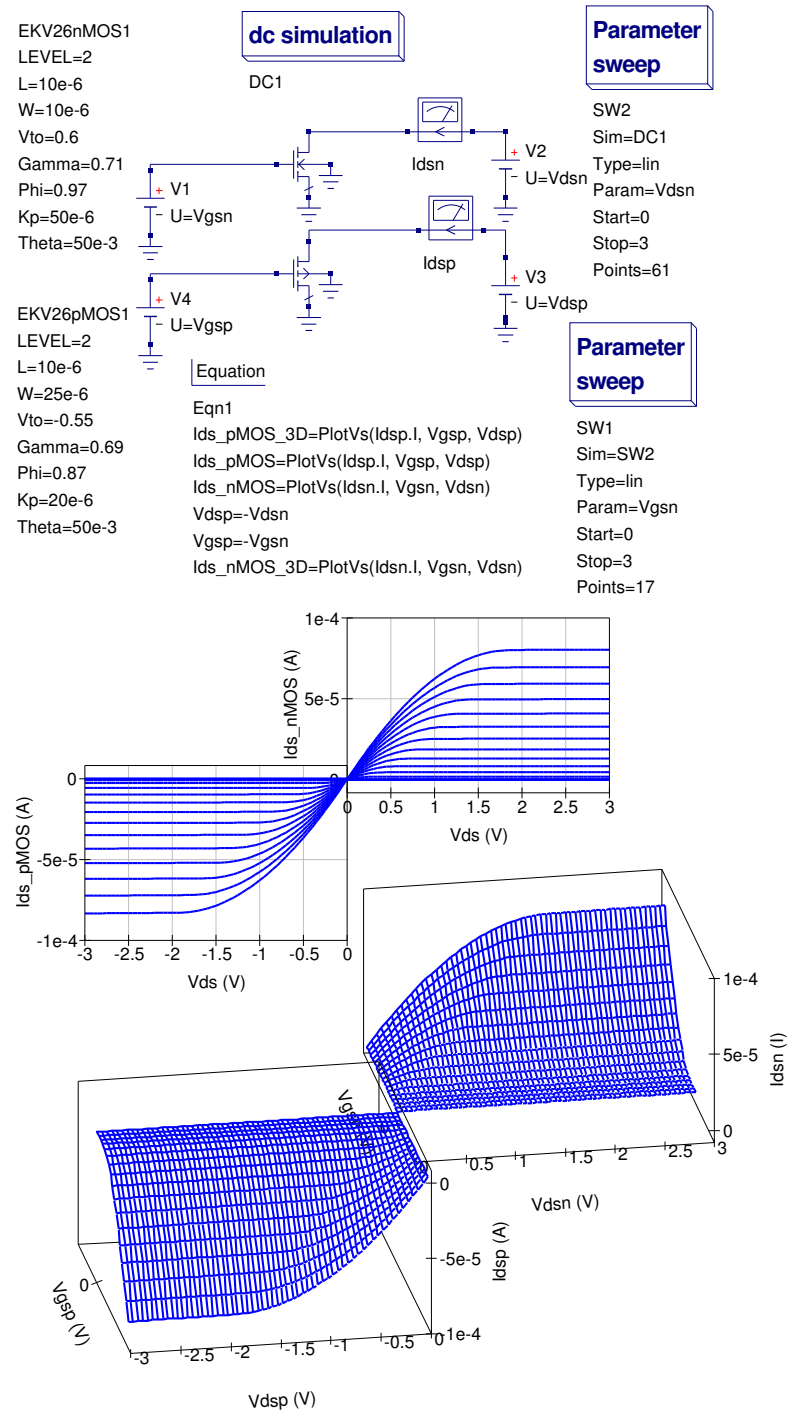 EKV26nMOS1
LEVEL=2
L=10e-6
W=10e-6
Vto=0.6
Gamma=0.71
Phi=0.97
Kp=50e-6
Theta=50e-3
dc simulation
DC1
Parameter
sweep
SW2
Sim=DC1
Type=lin
Param=Vdsn
Start=0
Stop=3
Points=61
Idsn
+ V2
- U=Vdsn
+ V1
- U=Vgsn
Idsp
+ V3
- U=Vdsp
+ V4
- U=Vgsp
EKV26pMOS1
LEVEL=2
L=10e-6
W=25e-6
Vto=-0.55
Gamma=0.69
Phi=0.87
Kp=20e-6
Theta=50e-3
Equation
Eqn1
Ids_pMOS_3D=PlotVs(Idsp.I, Vgsp, Vdsp)
Ids_pMOS=PlotVs(Idsp.I, Vgsp, Vdsp)
Ids_nMOS=PlotVs(Idsn.I, Vgsn, Vdsn)
Vdsp=-Vdsn
Vgsp=-Vgsn
Ids_nMOS_3D=PlotVs(Idsn.I, Vgsn, Vdsn)
Parameter
sweep
SW1
Sim=SW2
Type=lin
Param=Vgsn
Start=0
Stop=3
Points=17
1e-4
5e-5
0
Ids_nMOS (A)
0 0.5 1 1.5 2 2.5 3
Vds (V)
0
-5e-5
-1e-4
Ids_pMOS (A)
-3 -2.5 -2 -1.5 -1 -0.5 0
Vds (V)
1e-4
5e-5
0
Idsn (I)
0 0.5 1 1.5 2 2.5 3
Vdsn (V)
0
-5e-5
-1e-4
Idsp (A)
0
Vgsp (V)
-3 -2.5 -2 -1.5 -1 -0.5 0
Vdsp (V)